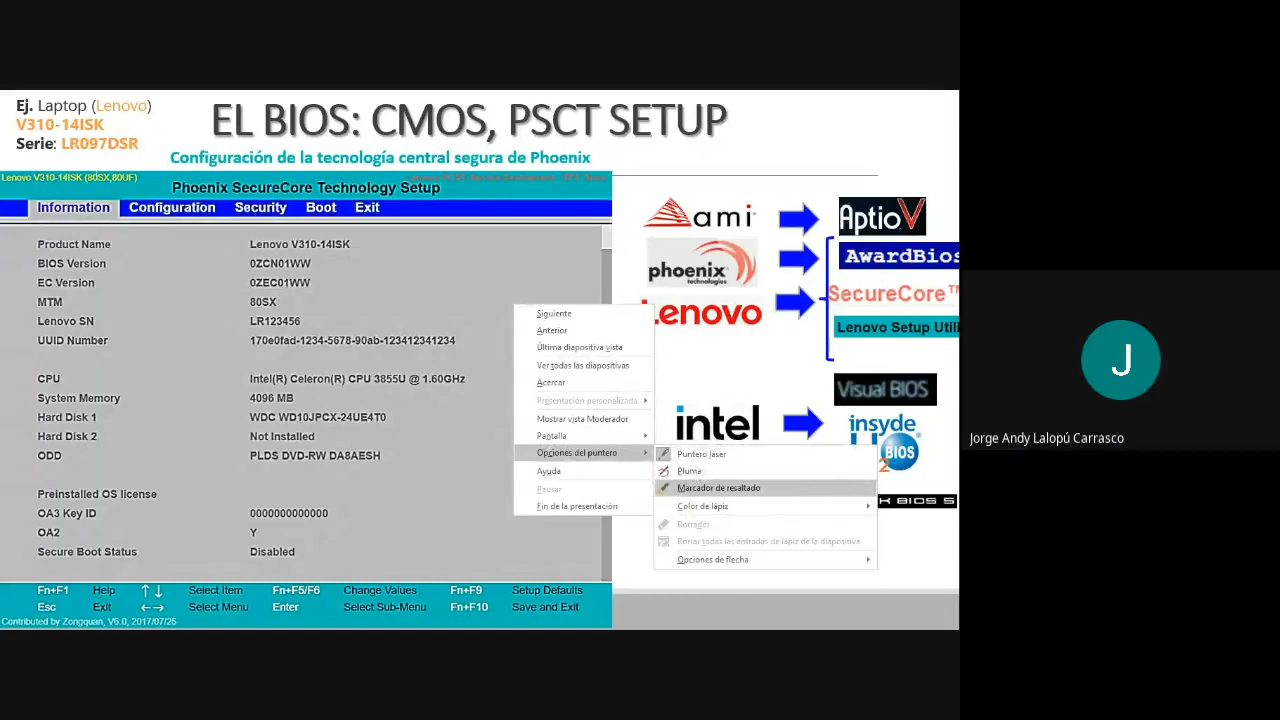 Ej. Laptop (Lenovo)
V310-14ISK
Serie: LR097DSR
EL BIOS: CMOS, PSCT SETUP
Configuración de la tecnología central segura de Phoenix
Lenovo V310-14ISK (80SX,80UF)
Phoenix SecureCore Technology Setup
Information Configuration Security Boot Exit
Product Name Lenovo V310-14ISK
BIOS Version 0ZCN01WW
EC Version 0ZEC01WW
MTM 80SX
Lenovo SN LR123456
UUID Number 170e0fad-1234-5678-90ab-123412341234
CPU Intel(R) Celeron(R) CPU 3855U @ 1.60GHz
System Memory 4096 MB
Hard Disk 1 WDC WD10JPCX-24UE4T0
Hard Disk 2 Not Installed
ODD PLDS DVD-RW DA8AESH
Preinstalled OS license
OA3 Key ID 0000000000000
OA2 Y
Secure Boot Status Disabled
Fn+F1 Help ↑↓ Select Item Fn+F5/F6 Change Values Fn+F9 Setup Defaults
Esc Exit ←→ Select Menu Enter Select Sub-Menu Fn+F10 Save and Exit
Contributed by Zongquan, V6.0, 2017/07/25
ami
Aptio V
phoenix
technologies
AwardBios
SecureCore™
Lenovo
Lenovo Setup Utili
Visual BIOS
intel
insyde
H2
BIOS
K BIOS S
Siguiente
Anterior
Última diapositiva vista
Ver todas las diapositivas
Acercar
Presentación personalizada
Mostrar vista Moderador
Pantalla
Opciones del puntero
Ayuda
Pausar
Fin de la presentación
Puntero láser
Pluma
Marcador de resaltado
Color de lápiz
Borrador
Borrar todas las entradas de lápiz de la diapositiva
Opciones de flecha
J
Jorge Andy Lalopú Carrasco